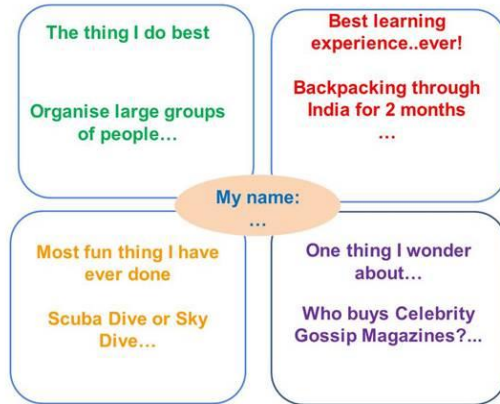 The thing I do best
Organise large groups
of people…
Best learning
experience..ever!
Backpacking through
India for 2 months
…
My name:
…
Most fun thing I have
ever done
Scuba Dive or Sky
Dive…
One thing I wonder
about…
Who buys Celebrity
Gossip Magazines?...